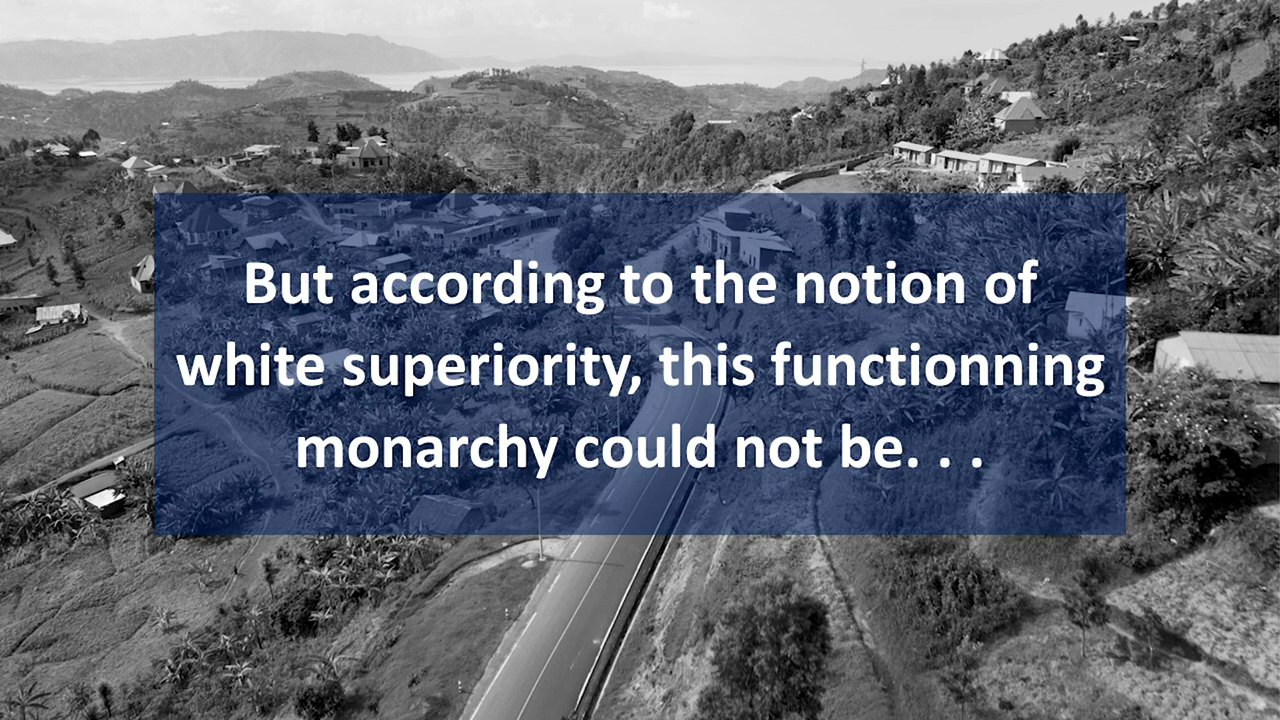 But according to the notion of
white superiority, this functionning
monarchy could not be. . .